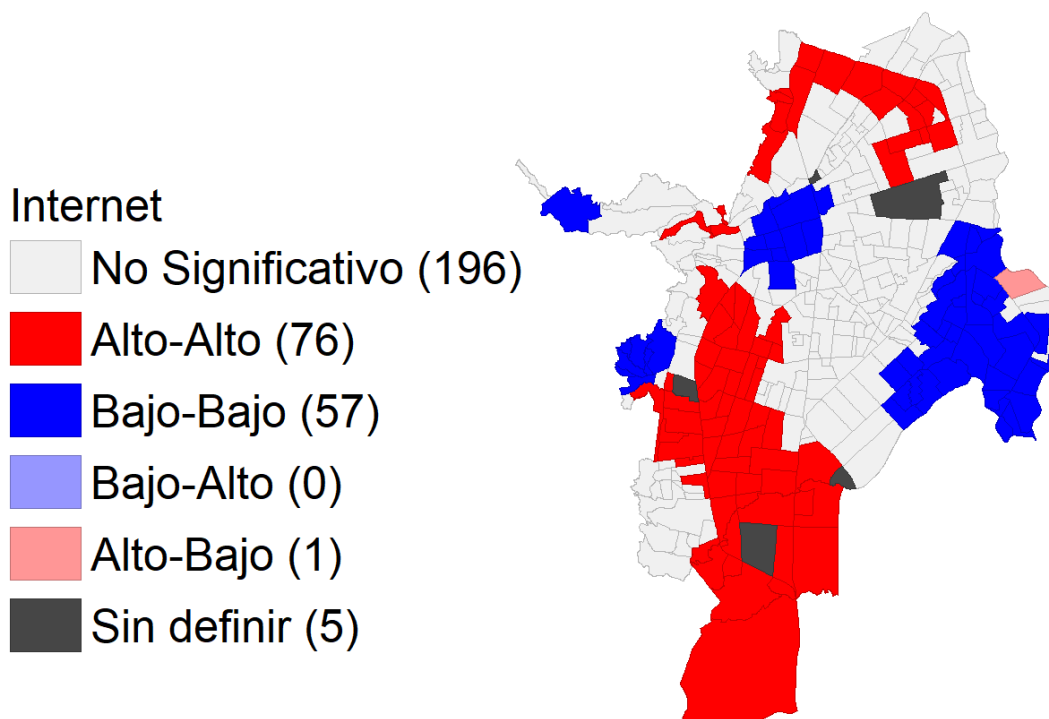 Internet
No Significativo (196)
Alto-Alto (76)
Bajo-Bajo (57)
Bajo-Alto (0)
Alto-Bajo (1)
Sin definir (5)